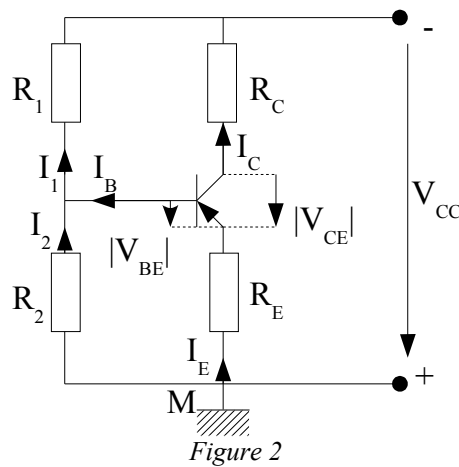 -
R1
RC
I1
IB
IC
I2
|VBE|
|VCE|
VCC
R2
RE
IE
+
M
Figure 2